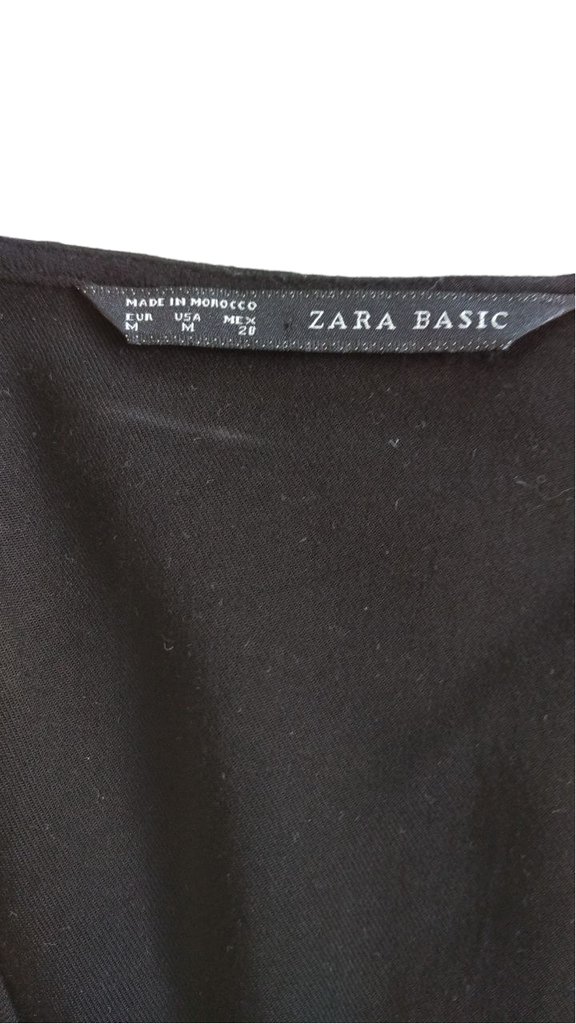 MADE IN MOROCCO
EUR USA MEX
M M 28
ZARA BASIC